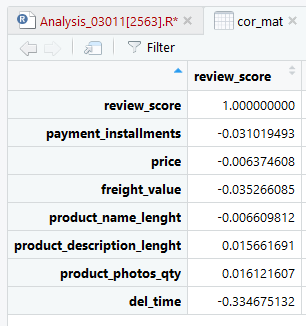 Analysis_03011[2563].R*
cor_mat
Filter
review_score
review_score 1.000000000
payment_installments -0.031019493
price -0.006374608
freight_value -0.035266085
product_name_lenght -0.006609812
product_description_lenght 0.015661691
product_photos_qty 0.016121607
del_time -0.334675132